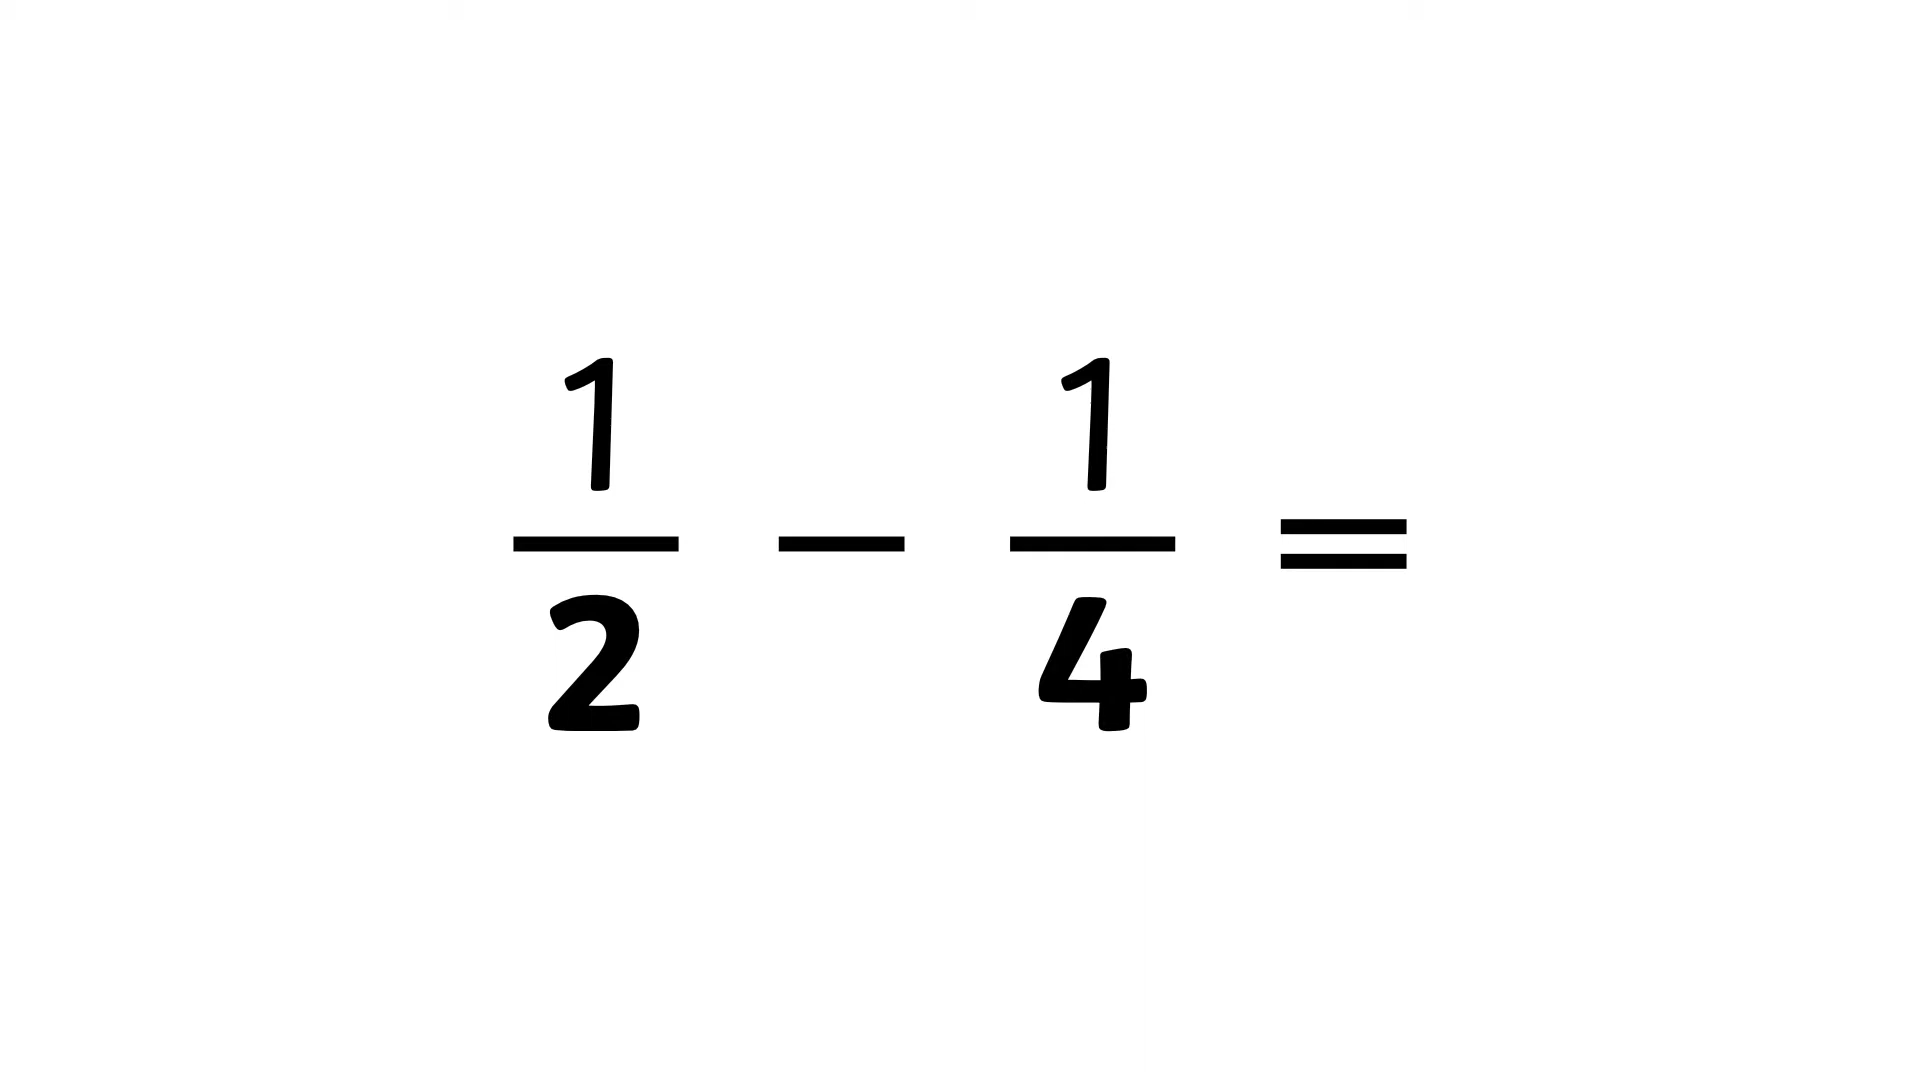 1/2 − 1/4 =